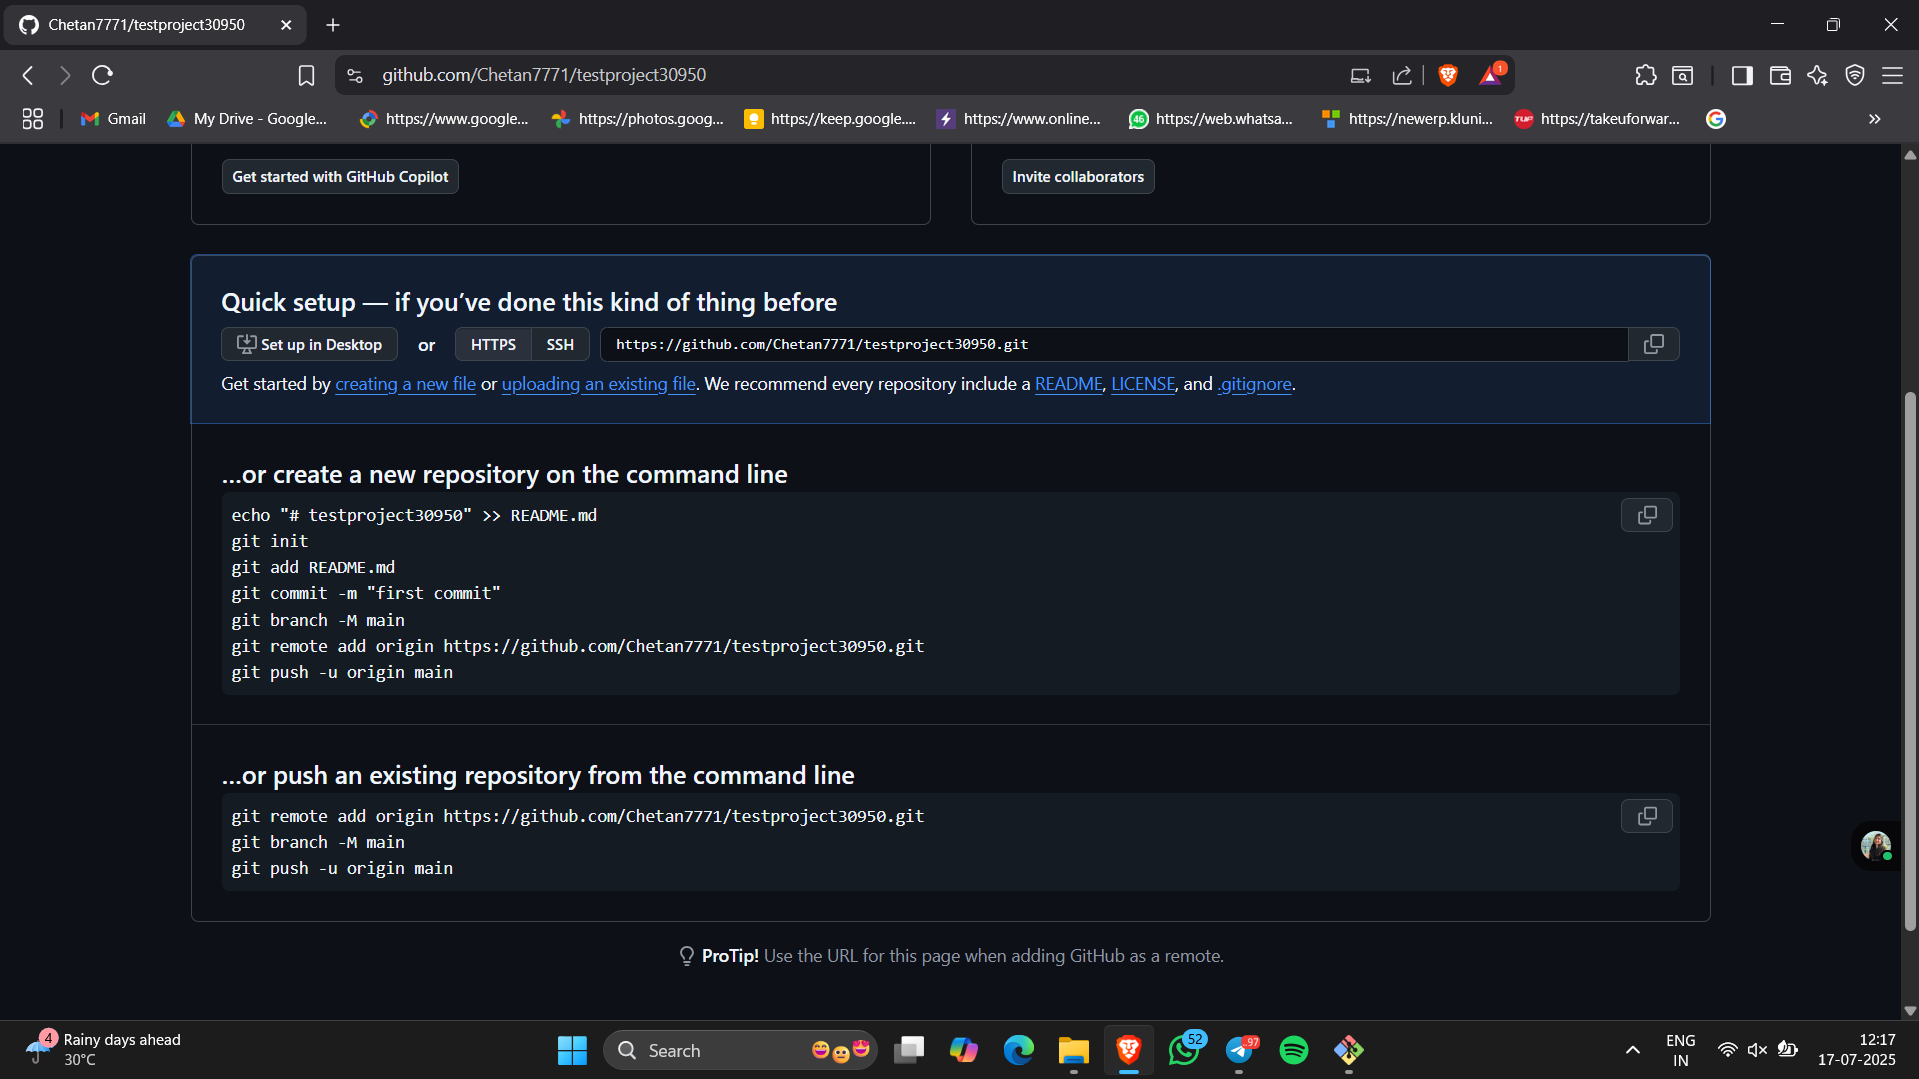 Chetan7771/testproject30950
github.com/Chetan7771/testproject30950
1
Gmail
My Drive - Google...
https://www.google...
https://photos.goog...
https://keep.google....
https://www.online...
46
https://web.whatsa...
https://newerp.kluni...
TUF
https://takeuforwar...
Get started with GitHub Copilot
Invite collaborators
Quick setup — if you’ve done this kind of thing before
Set up in Desktop
or
HTTPS
SSH
https://github.com/Chetan7771/testproject30950.git
Get started by creating a new file or uploading an existing file. We recommend every repository include a README, LICENSE, and .gitignore.
…or create a new repository on the command line
echo "# testproject30950" >> README.md
git init
git add README.md
git commit -m "first commit"
git branch -M main
git remote add origin https://github.com/Chetan7771/testproject30950.git
git push -u origin main
…or push an existing repository from the command line
git remote add origin https://github.com/Chetan7771/testproject30950.git
git branch -M main
git push -u origin main
ProTip! Use the URL for this page when adding GitHub as a remote.
4
Rainy days ahead
30°C
Search
52
.97
ENG
IN
12:17
17-07-2025